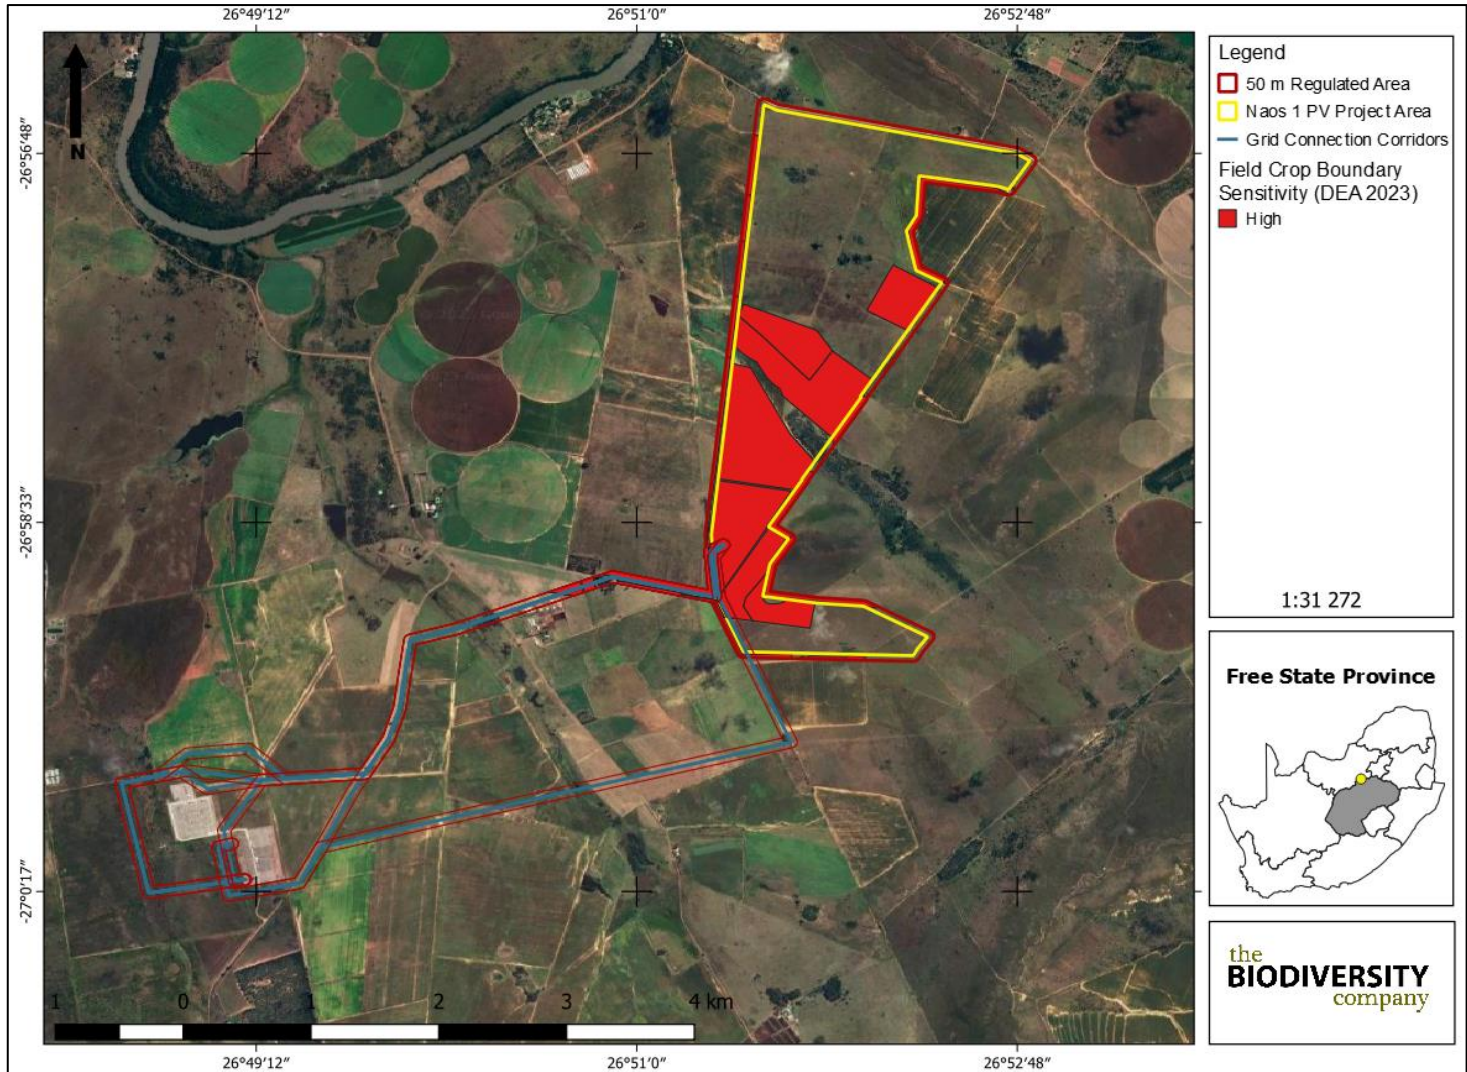 26°49′12″ 26°51′0″ 26°52′48″
Legend
50 m Regulated Area
Naos 1 PV Project Area
Grid Connection Corridors
Field Crop Boundary
Sensitivity (DEA 2023)
High
1:31 272
N
-26°56′48″
-26°58′33″
-27°0′17″
Free State Province
the
BIODIVERSITY
company
1 0 1 2 3 4 km
26°49′12″ 26°51′0″ 26°52′48″